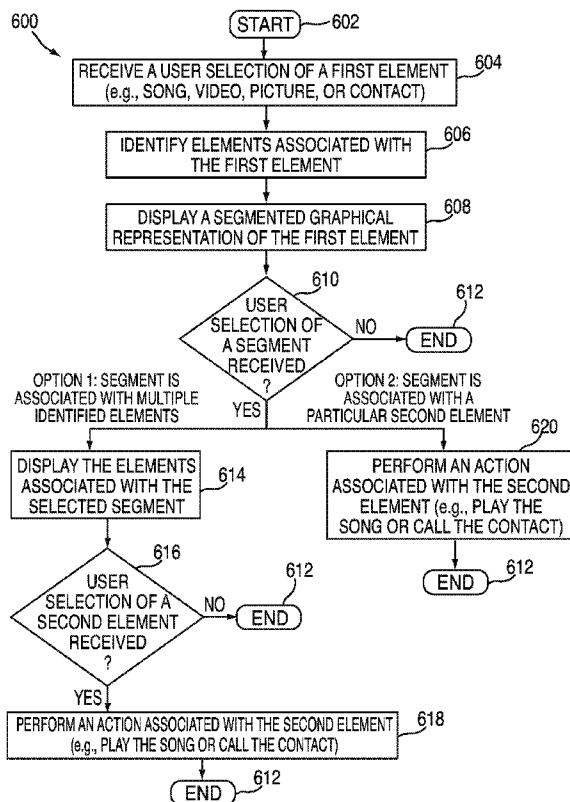 600
START
602
RECEIVE A USER SELECTION OF A FIRST ELEMENT
(e.g., SONG, VIDEO, PICTURE, OR CONTACT)
604
IDENTIFY ELEMENTS ASSOCIATED WITH
THE FIRST ELEMENT
606
DISPLAY A SEGMENTED GRAPHICAL
REPRESENTATION OF THE FIRST ELEMENT
608
610
USER
SELECTION OF
A SEGMENT
RECEIVED
?
NO
END
612
YES
OPTION 1: SEGMENT IS
ASSOCIATED WITH MULTIPLE
IDENTIFIED ELEMENTS
OPTION 2: SEGMENT IS
ASSOCIATED WITH A
PARTICULAR SECOND ELEMENT
DISPLAY THE ELEMENTS
ASSOCIATED WITH THE
SELECTED SEGMENT
614
620
PERFORM AN ACTION
ASSOCIATED WITH THE SECOND
ELEMENT (e.g., PLAY THE
SONG OR CALL THE CONTACT)
END
612
616
USER
SELECTION OF A
SECOND ELEMENT
RECEIVED
?
NO
END
612
YES
PERFORM AN ACTION ASSOCIATED WITH THE SECOND ELEMENT
(e.g., PLAY THE SONG OR CALL THE CONTACT)
618
END
612